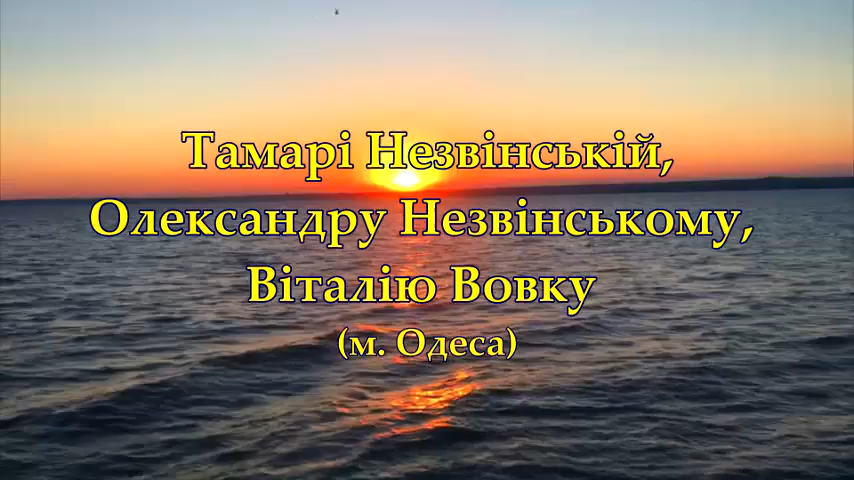 Тамарі Незвінській,
Олександру Незвінському,
Віталію Вовку
(м. Одеса)